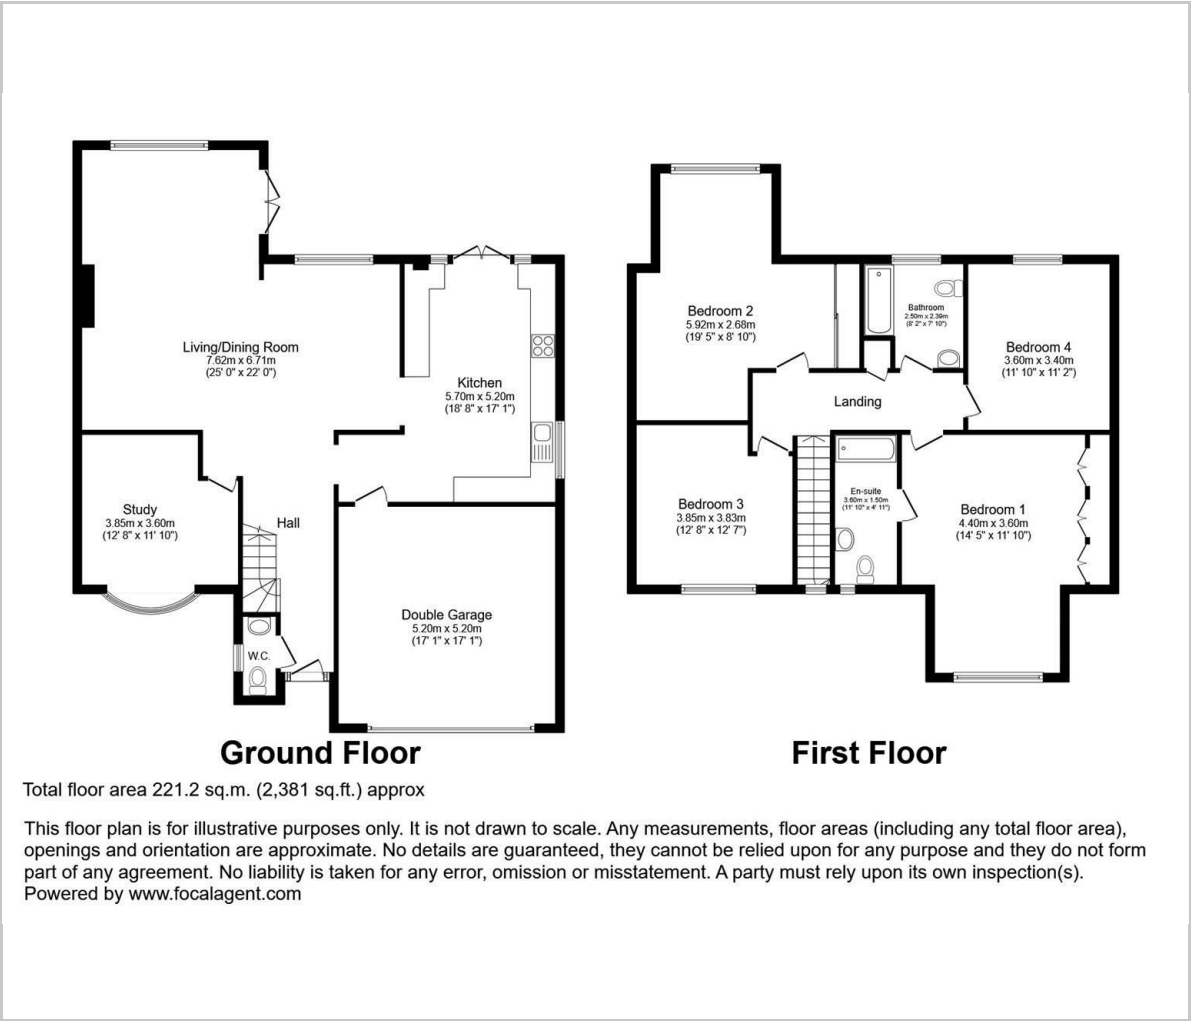 Living/Dining Room
7.62m x 6.71m
(25' 0" x 22' 0")
Kitchen
5.70m x 5.20m
(18' 8" x 17' 1")
Study
3.85m x 3.60m
(12' 8" x 11' 10")
Hall
W.C.
Double Garage
5.20m x 5.20m
(17' 1" x 17' 1")
Ground Floor
Bedroom 2
5.92m x 2.68m
(19' 5" x 8' 10")
Bathroom
2.50m x 2.39m
(8' 2" x 7' 10")
Bedroom 4
3.60m x 3.40m
(11' 10" x 11' 2")
Landing
Bedroom 3
3.85m x 3.83m
(12' 8" x 12' 7")
En-suite
3.60m x 1.50m
(11' 10" x 4' 11")
Bedroom 1
4.40m x 3.60m
(14' 5" x 11' 10")
First Floor
Total floor area 221.2 sq.m. (2,381 sq.ft.) approx
This floor plan is for illustrative purposes only. It is not drawn to scale. Any measurements, floor areas (including any total floor area),
openings and orientation are approximate. No details are guaranteed, they cannot be relied upon for any purpose and they do not form
part of any agreement. No liability is taken for any error, omission or misstatement. A party must rely upon its own inspection(s).
Powered by www.focalagent.com